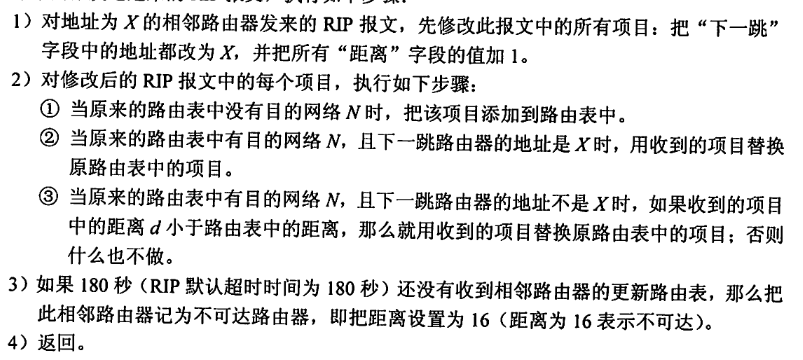 1）对地址为 X 的相邻路由器发来的 RIP 报文，先修改此报文中的所有项目：把“下一跳”
字段中的地址都改为 X，并把所有“距离”字段的值加 1。
2）对修改后的 RIP 报文中的每个项目，执行如下步骤：
① 当原来的路由表中没有目的网络 N 时，把该项目添加到路由表中。
② 当原来的路由表中有目的网络 N，且下一跳路由器的地址是 X 时，用收到的项目替换
原路由表中的项目。
③ 当原来的路由表中有目的网络 N，且下一跳路由器的地址不是 X 时，如果收到的项目
中的距离 d 小于路由表中的距离，那么就用收到的项目替换原路由表中的项目；否则
什么也不做。
3）如果 180 秒（RIP 默认超时时间为 180 秒）还没有收到相邻路由器的更新路由表，那么把
此相邻路由器记为不可达路由器，即把距离设置为 16（距离为 16 表示不可达）。
4）返回。